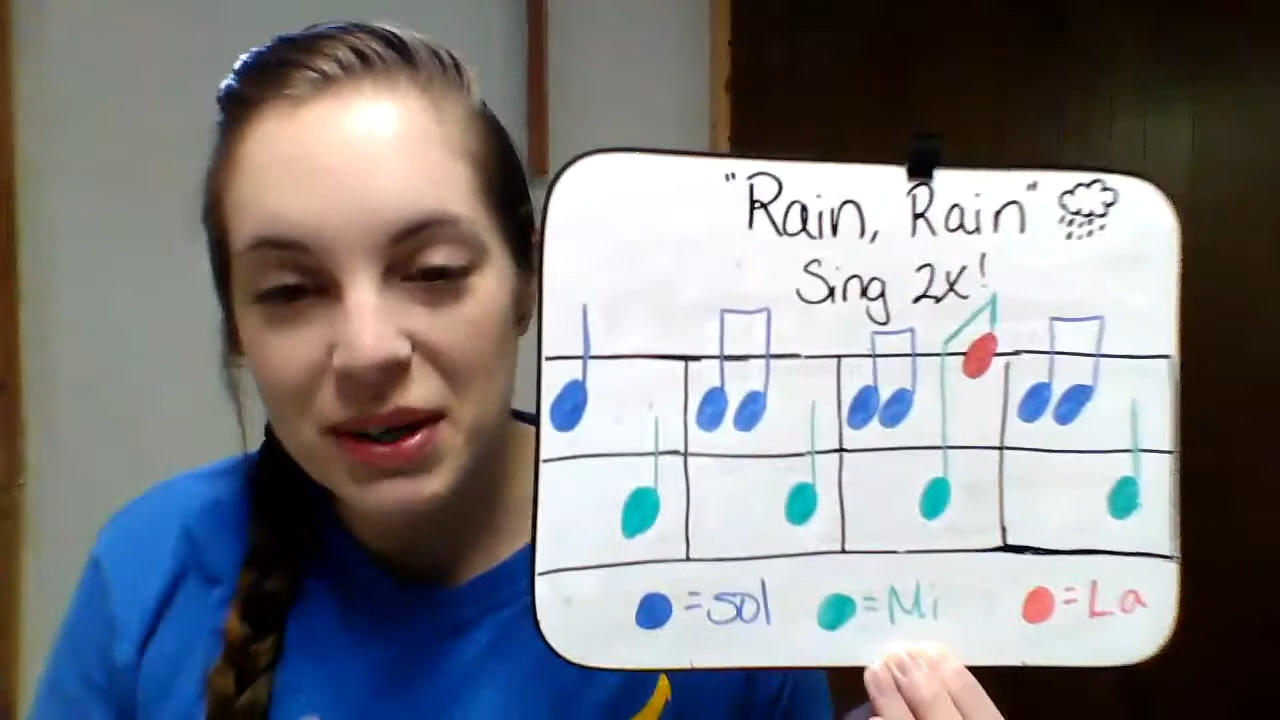 "Rain, Rain"
Sing 2x!
=Sol =Mi =La